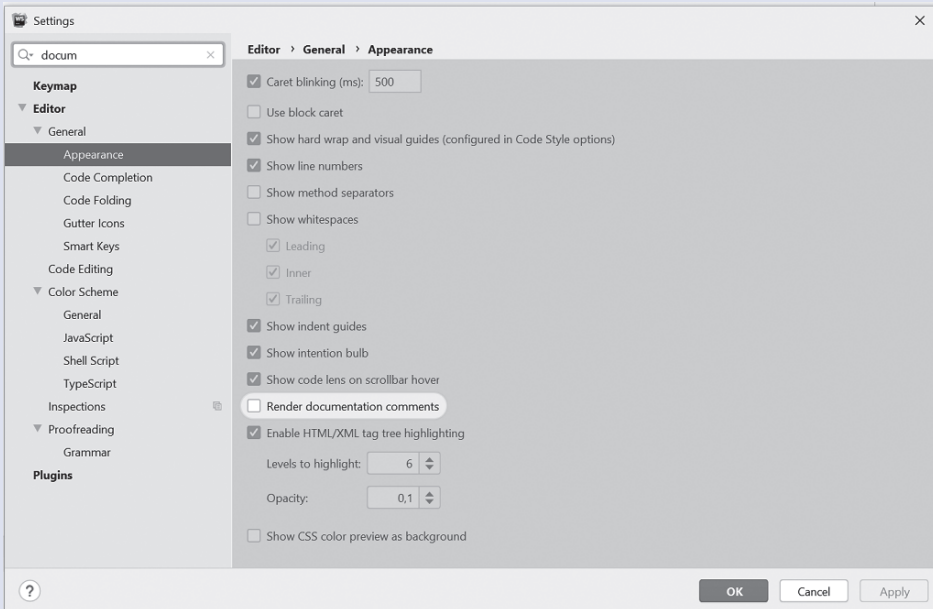 WS Settings
docum
Keymap
Editor
General
Appearance
Code Completion
Code Folding
Gutter Icons
Smart Keys
Code Editing
Color Scheme
General
JavaScript
Shell Script
TypeScript
Inspections
Proofreading
Grammar
Plugins
Editor › General › Appearance
Caret blinking (ms): 500
Use block caret
Show hard wrap and visual guides (configured in Code Style options)
Show line numbers
Show method separators
Show whitespaces
Leading
Inner
Trailing
Show indent guides
Show intention bulb
Show code lens on scrollbar hover
Render documentation comments
Enable HTML/XML tag tree highlighting
Levels to highlight: 6
Opacity: 0,1
Show CSS color preview as background
? OK Cancel Apply